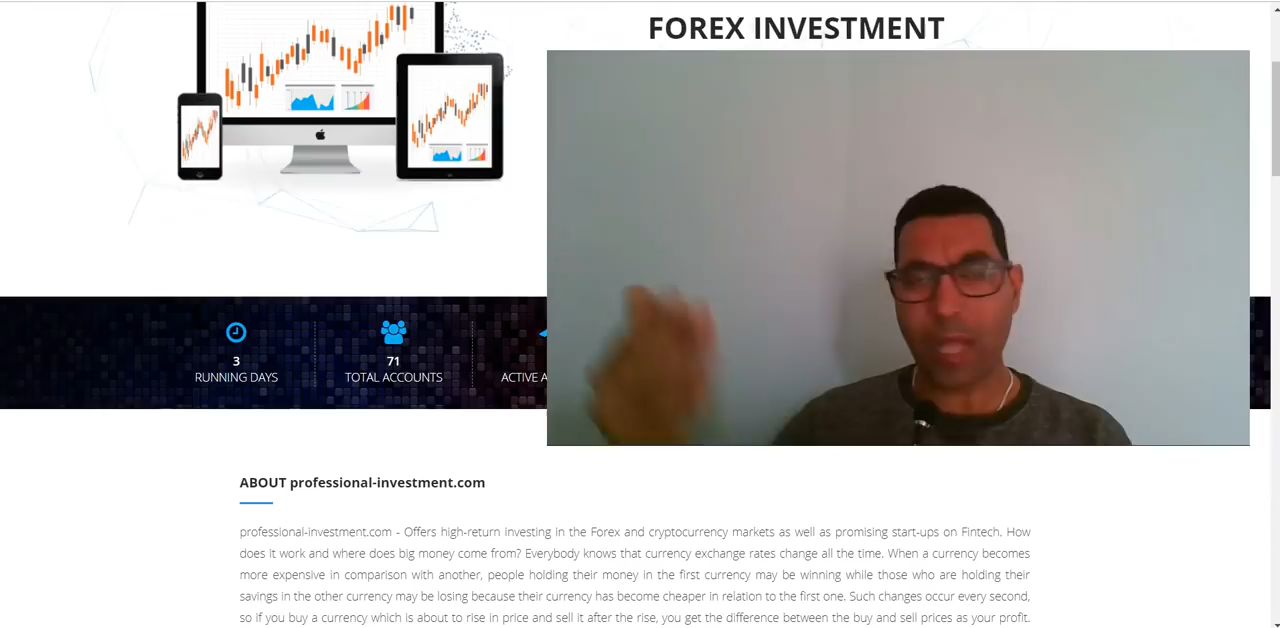 FOREX INVESTMENT
3
RUNNING DAYS
71
TOTAL ACCOUNTS
ACTIVE
ABOUT professional-investment.com
professional-investment.com - Offers high-return investing in the Forex and cryptocurrency markets as well as promising start-ups on Fintech. How
does it work and where does big money come from? Everybody knows that currency exchange rates change all the time. When a currency becomes
more expensive in comparison with another, people holding their money in the first currency may be winning while those who are holding their
savings in the other currency may be losing because their currency has become cheaper in relation to the first one. Such changes occur every second,
so if you buy a currency which is about to rise in price and sell it after the rise, you get the difference between the buy and sell prices as your profit.